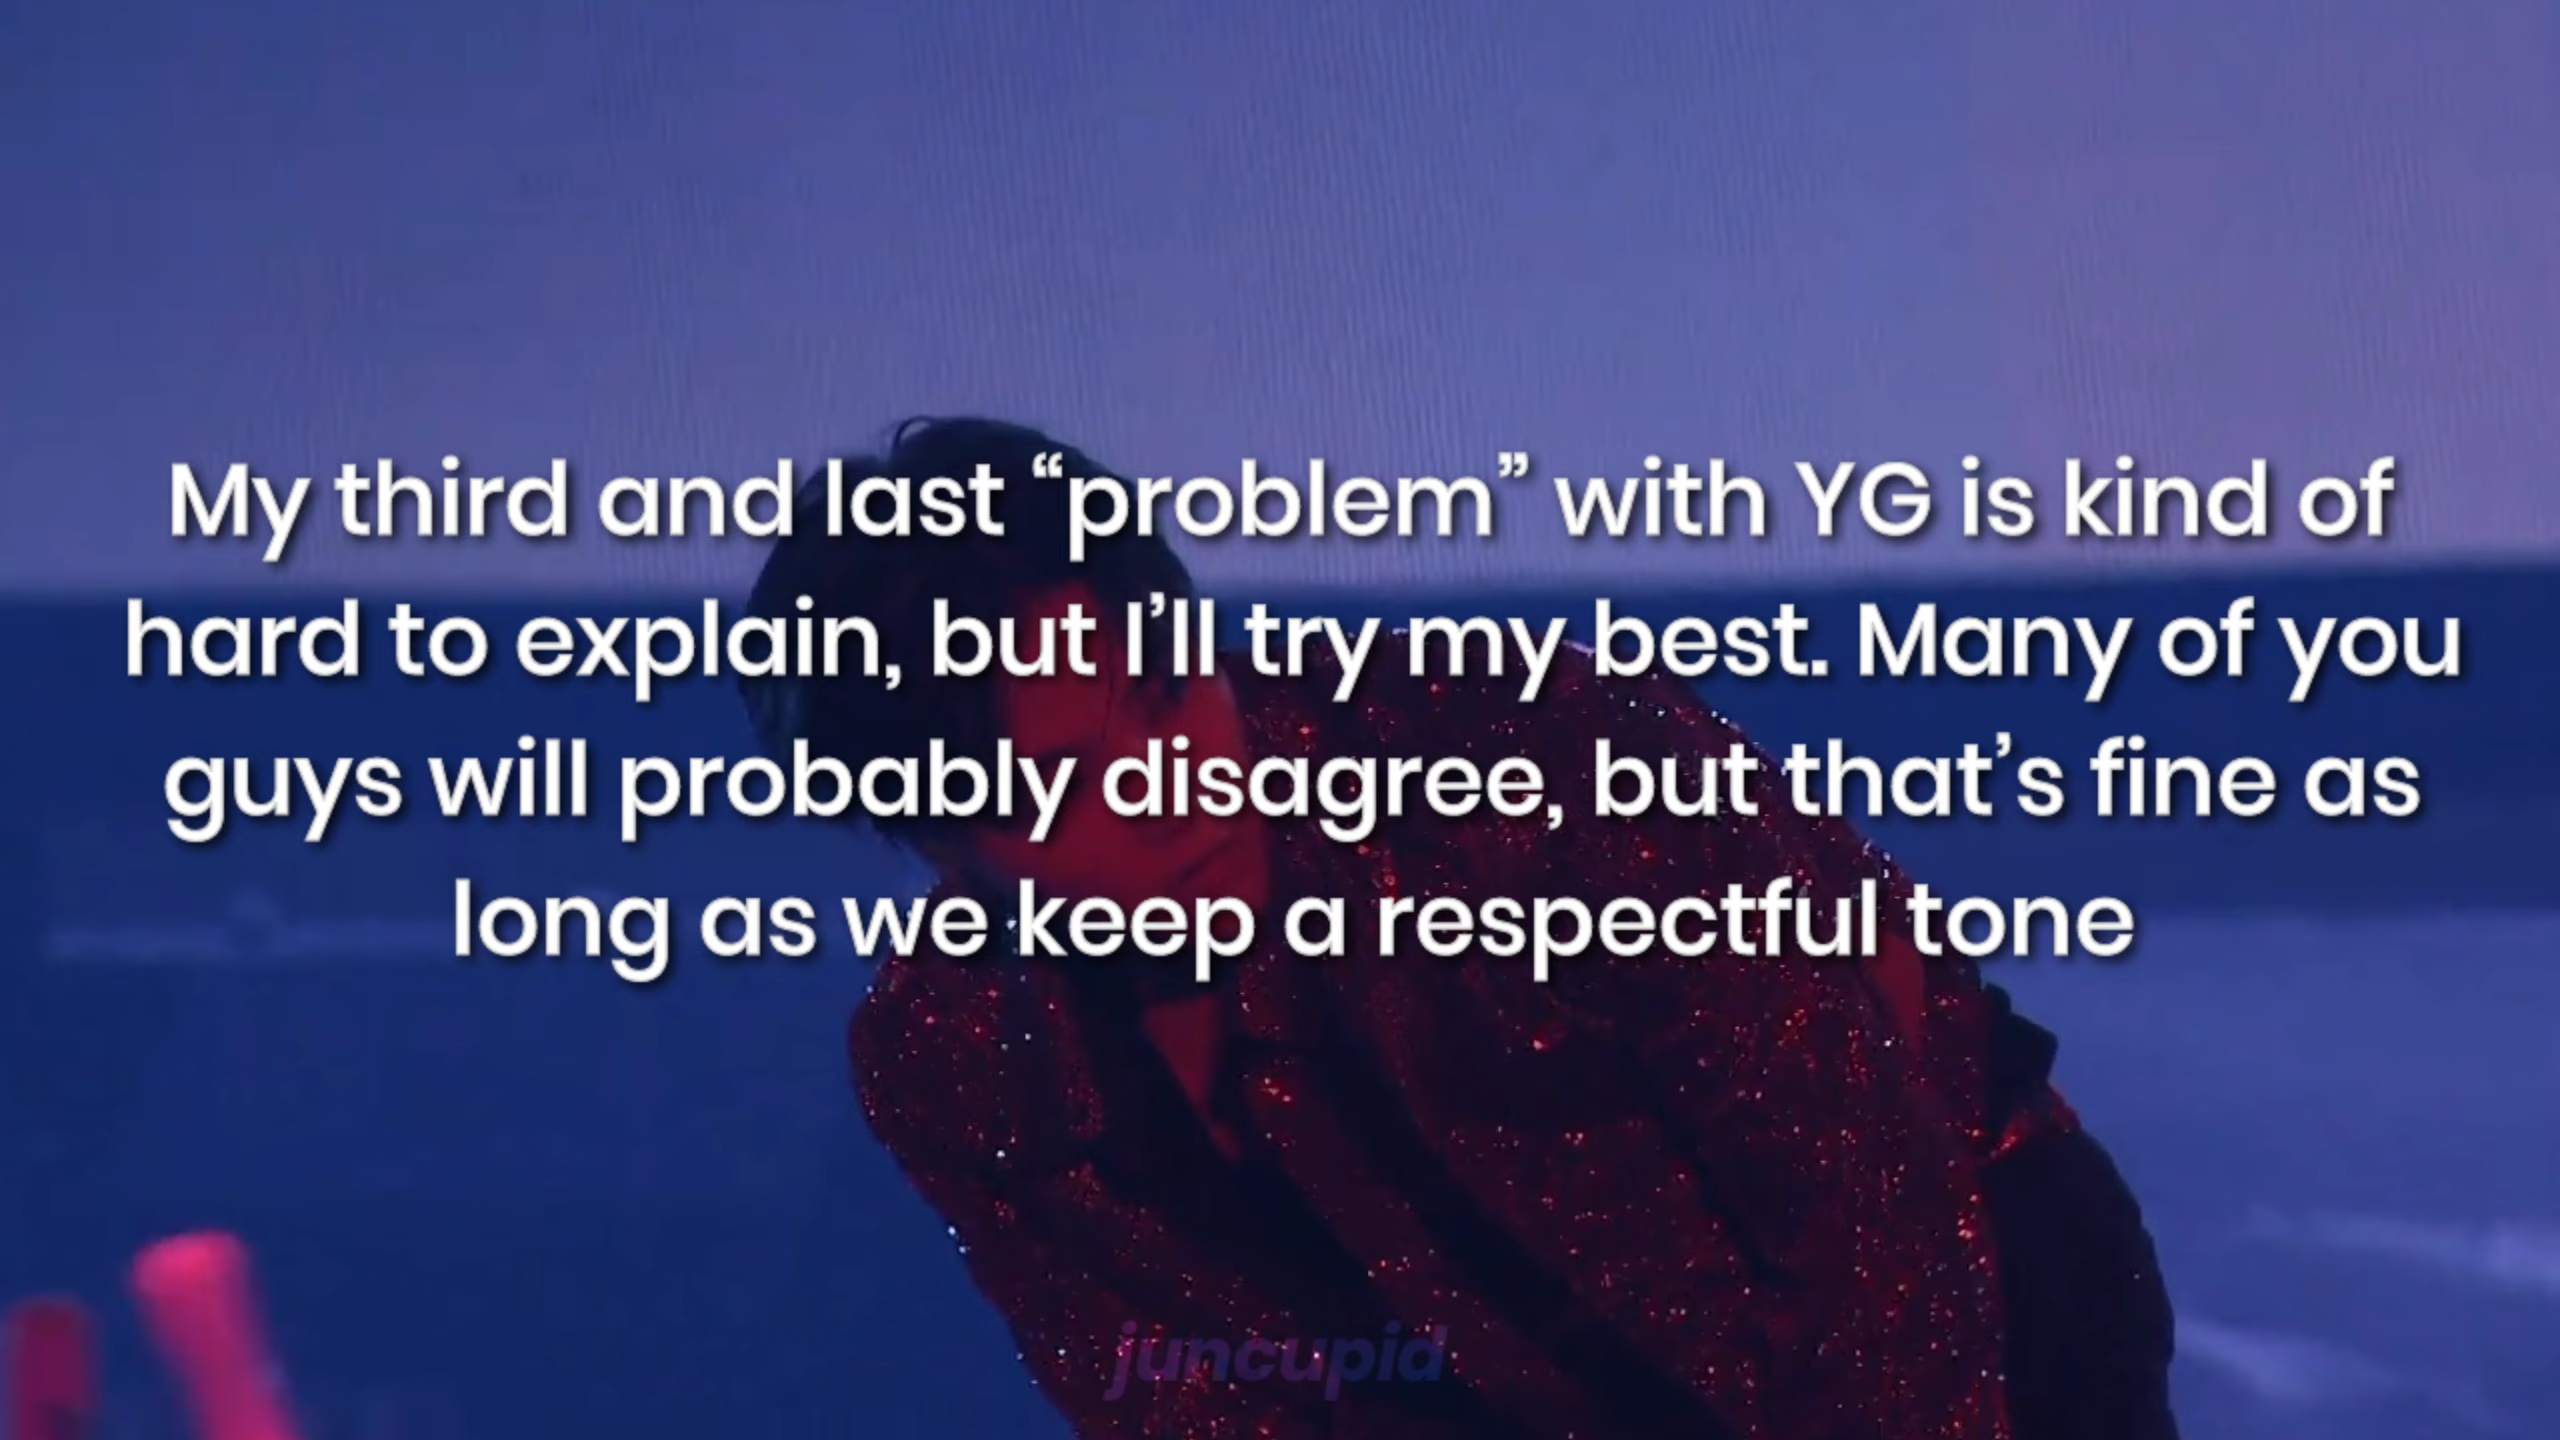 My third and last “problem” with YG is kind of
hard to explain, but I’ll try my best. Many of you
guys will probably disagree, but that’s fine as
long as we keep a respectful tone
juncupid